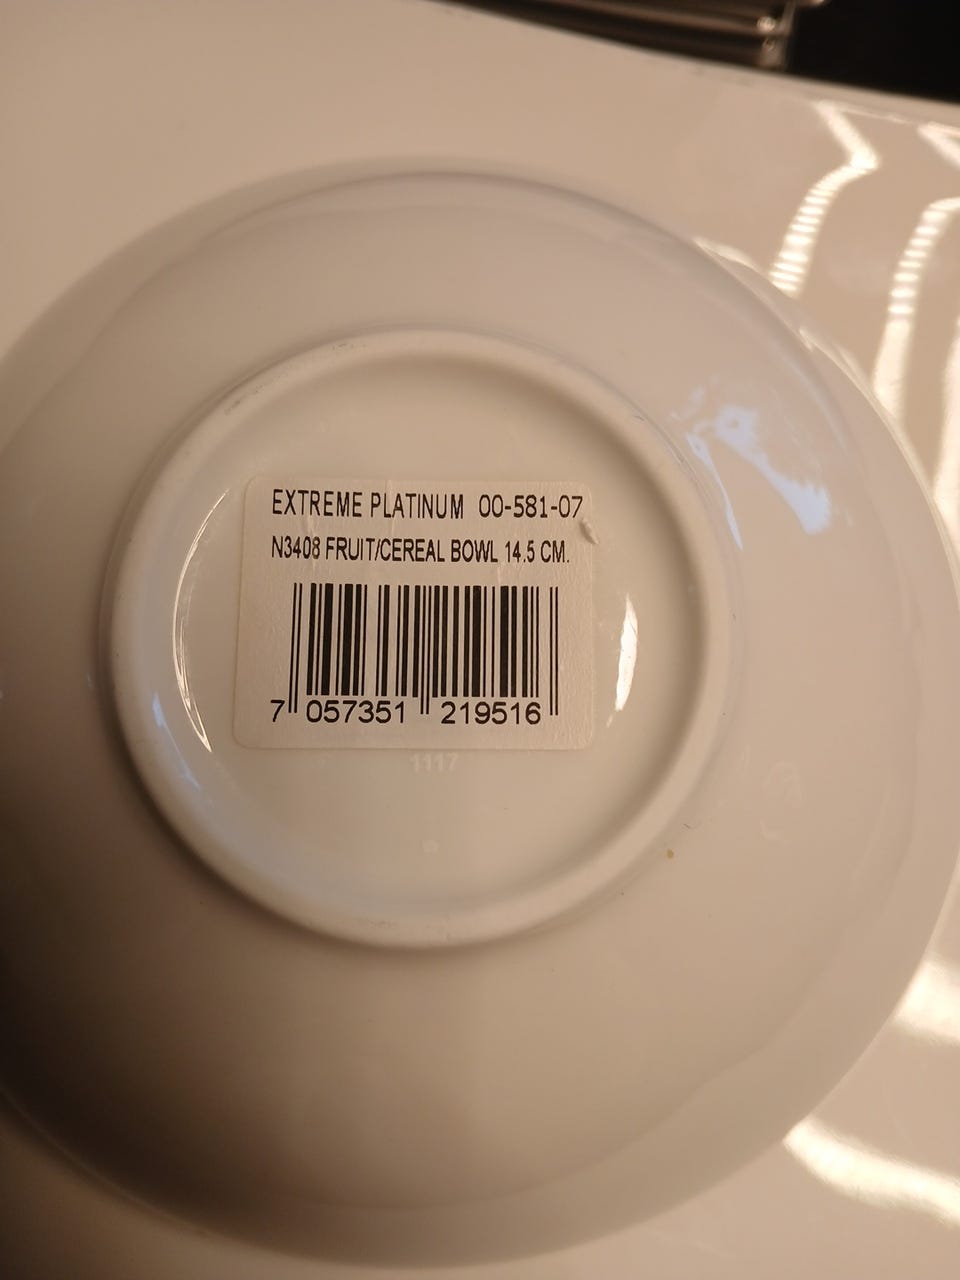 EXTREME PLATINUM 00-581-07
N3408 FRUIT/CEREAL BOWL 14.5 CM.
7 057351 219516
1117